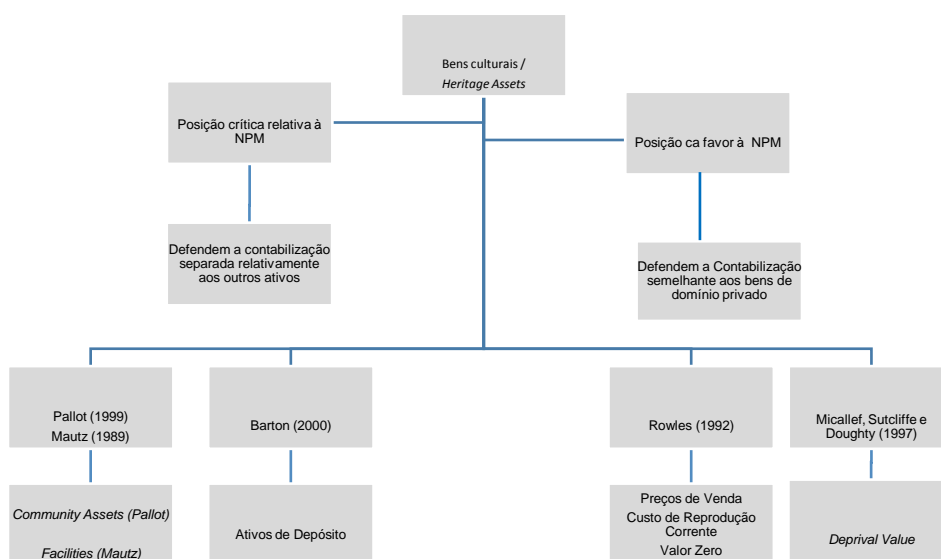 Bens culturais /
Heritage Assets
Posição crítica relativa à
NPM
Posição ca favor à NPM
Defendem a contabilização
separada relativamente
aos outros ativos
Defendem a Contabilização
semelhante aos bens de
domínio privado
Pallot (1999)
Mautz (1989)
Barton (2000)
Rowles (1992)
Micallef, Sutcliffe e
Doughty (1997)
Community Assets (Pallot)
Facilities (Mautz)
Ativos de Depósito
Preços de Venda
Custo de Reprodução
Corrente
Valor Zero
Deprival Value